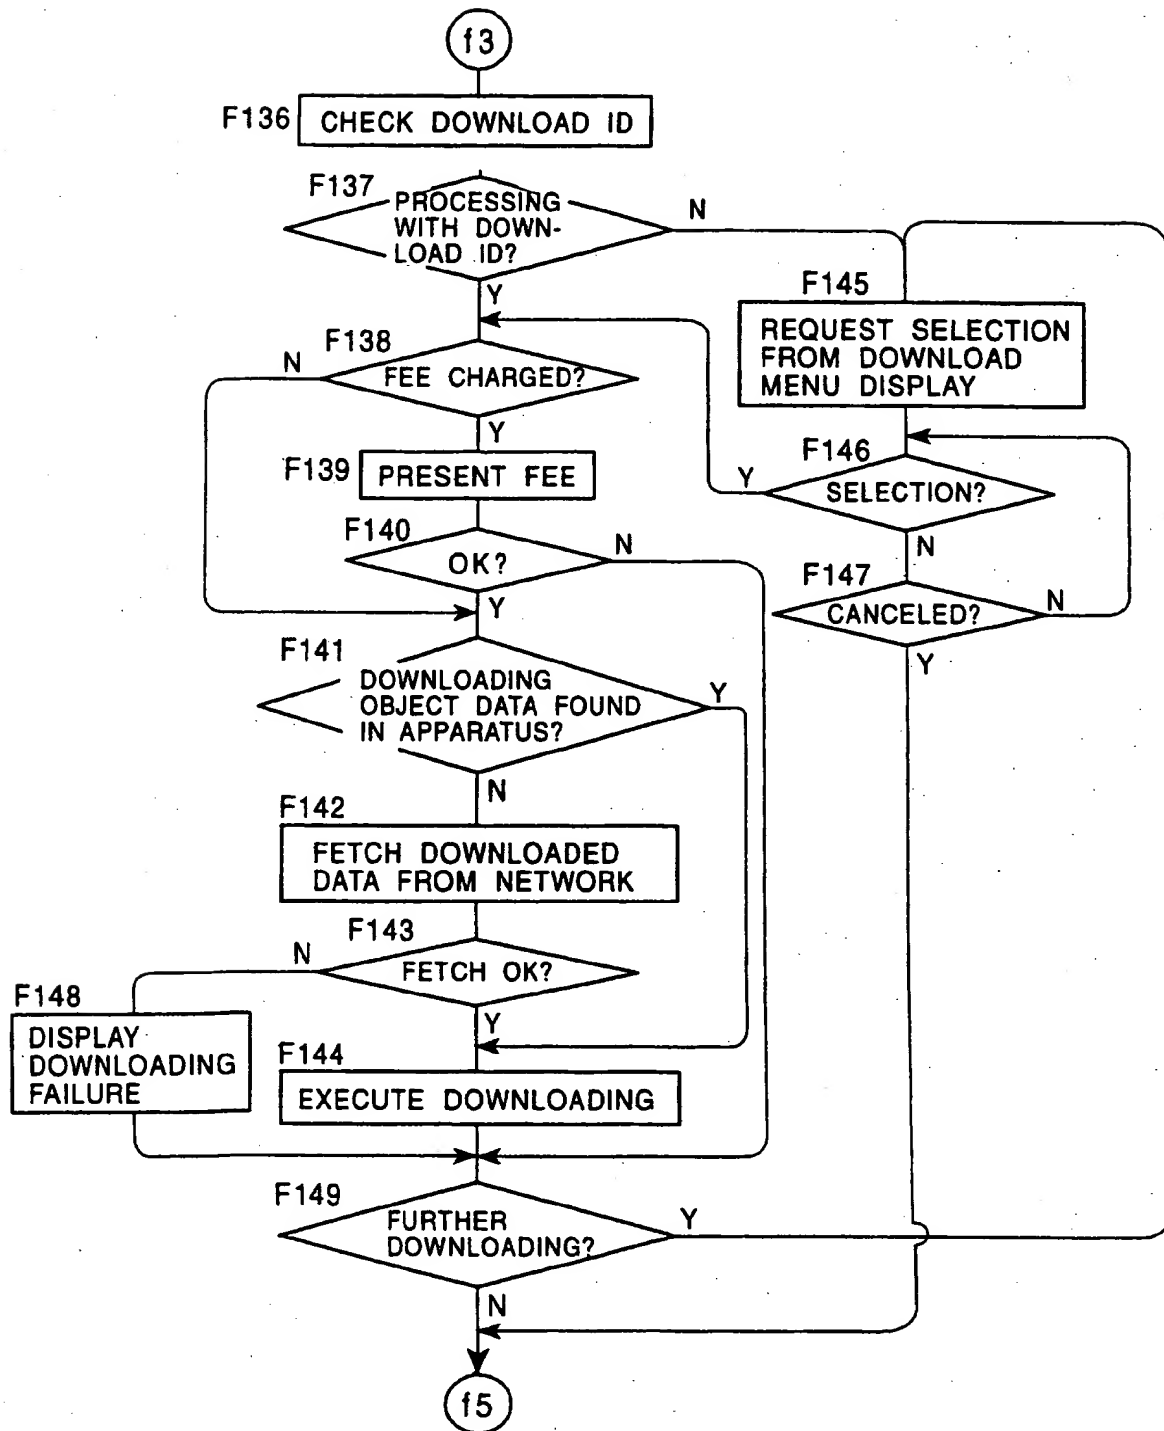 f3
F136
CHECK DOWNLOAD ID
F137
PROCESSING
WITH DOWN-
LOAD ID?
N
Y
F145
REQUEST SELECTION
FROM DOWNLOAD
MENU DISPLAY
F138
N
FEE CHARGED?
Y
F146
Y
SELECTION?
N
F139
PRESENT FEE
F140
OK?
N
Y
F147
CANCELED?
N
Y
F141
DOWNLOADING
OBJECT DATA FOUND
IN APPARATUS?
Y
N
F142
FETCH DOWNLOADED
DATA FROM NETWORK
F143
N
FETCH OK?
Y
F148
DISPLAY
DOWNLOADING
FAILURE
F144
EXECUTE DOWNLOADING
F149
FURTHER
DOWNLOADING?
Y
N
f5